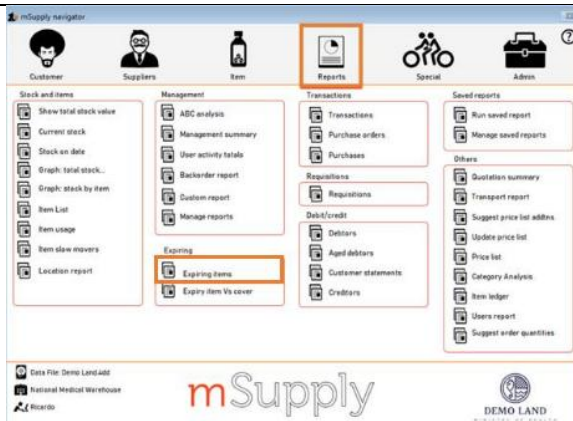 mSupply navigator
Customer
Suppliers
Item
Reports
Special
Admin
?
Stock and items
Show total stock value
Current stock
Stock on date
Graph: total stock...
Graph: stock by item
Item List
Item usage
Item slow movers
Location report
Management
ABC analysis
Management summary
User activity totals
Backorder report
Custom report
Manage reports
Expiring
Expiring items
Expiry item Vs cover
Transactions
Transactions
Purchase orders
Purchases
Requisitions
Requisitions
Debit/credit
Debtors
Aged debtors
Customer statements
Creditors
Saved reports
Run saved report
Manage saved reports
Others
Quotation summary
Transport report
Suggest price list addtns.
Update price list
Price list
Category Analysis
Item ledger
Users report
Suggest order quantities
Data File: Demo Land.4dd
National Medical Warehouse
Ricardo
mSupply
DEMO LAND